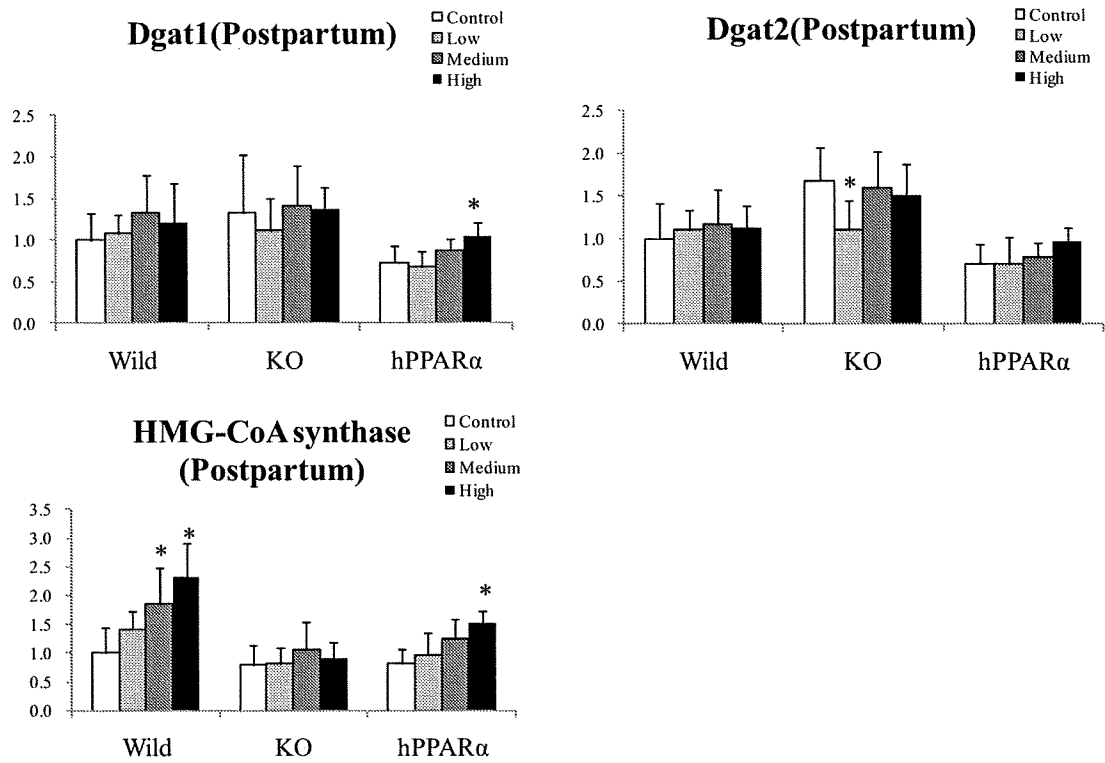 Dgat1(Postpartum)
Control
Low
Medium
High
2.5
2.0
1.5
*
1.0
0.5
0.0
Wild
KO
hPPARα
Dgat2(Postpartum)
Control
Low
Medium
High
2.5
2.0
*
1.5
1.0
0.5
0.0
Wild
KO
hPPARα
HMG-CoA synthase
(Postpartum)
Control
Low
Medium
High
3.5
3.0
*
*
2.5
2.0
*
1.5
1.0
0.5
0.0
Wild
KO
hPPARα